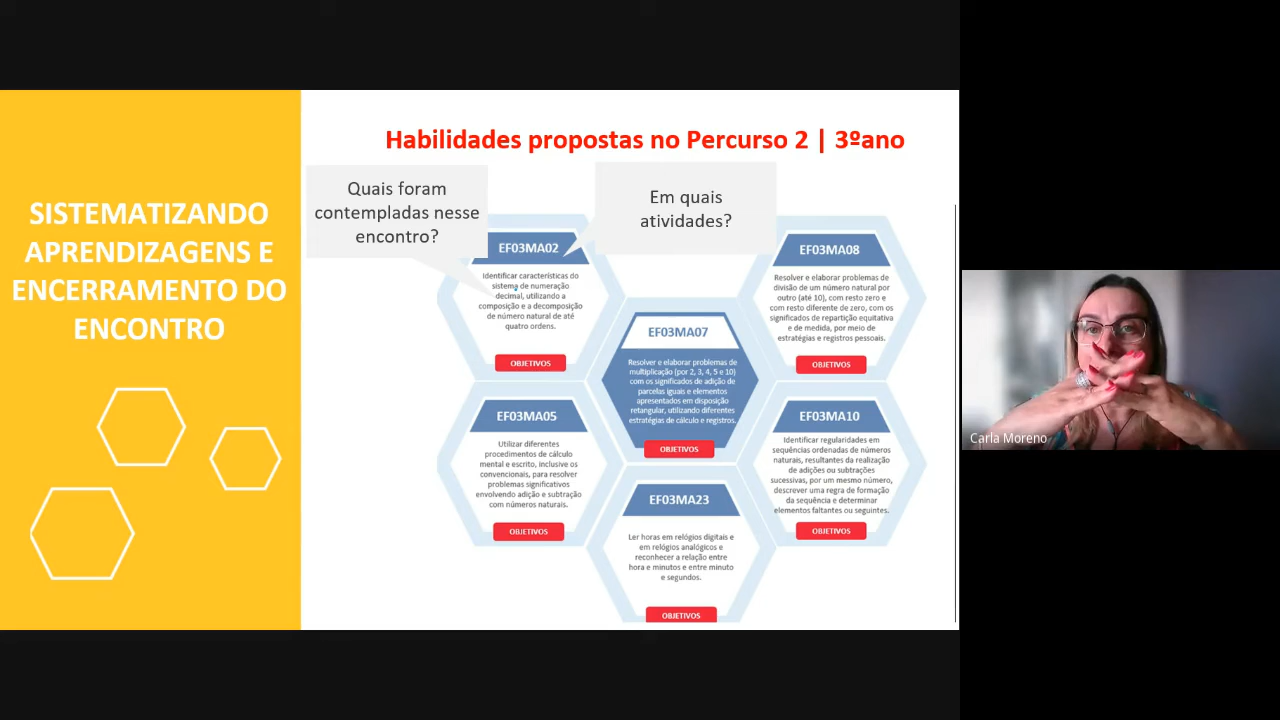 SISTEMATIZANDO
APRENDIZAGENS E
ENCERRAMENTO DO
ENCONTRO
Habilidades propostas no Percurso 2 | 3ºano
Quais foram
contempladas nesse
encontro?
Em quais
atividades?
EF03MA02
Identificar características do
sistema de numeração
decimal, utilizando a
composição e a decomposição
de número natural de até
quatro ordens.
OBJETIVOS
EF03MA07
Resolver e elaborar problemas de
multiplicação (por 2, 3, 4, 5 e 10)
com os significados de adição de
parcelas iguais e elementos
apresentados em disposição
retangular, utilizando diferentes
estratégias de cálculo e registros.
OBJETIVOS
EF03MA08
Resolver e elaborar problemas de
divisão de um número natural por
outro (até 10), com resto zero e
com resto diferente de zero, com os
significados de repartição equitativa
e de medida, por meio de
estratégias e registros pessoais.
OBJETIVOS
EF03MA05
Utilizar diferentes
procedimentos de cálculo
mental e escrito, inclusive os
convencionais, para resolver
problemas significativos
envolvendo adição e subtração
com números naturais.
OBJETIVOS
EF03MA23
Ler horas em relógios digitais e
em relógios analógicos e
reconhecer a relação entre
hora e minutos e entre minuto
e segundos.
OBJETIVOS
EF03MA10
Identificar regularidades em
sequências ordenadas de números
naturais, resultantes da realização
de adições ou subtrações
sucessivas, por um mesmo número,
descrever uma regra de formação
da sequência e determinar
elementos faltantes ou seguintes.
OBJETIVOS
Carla Moreno